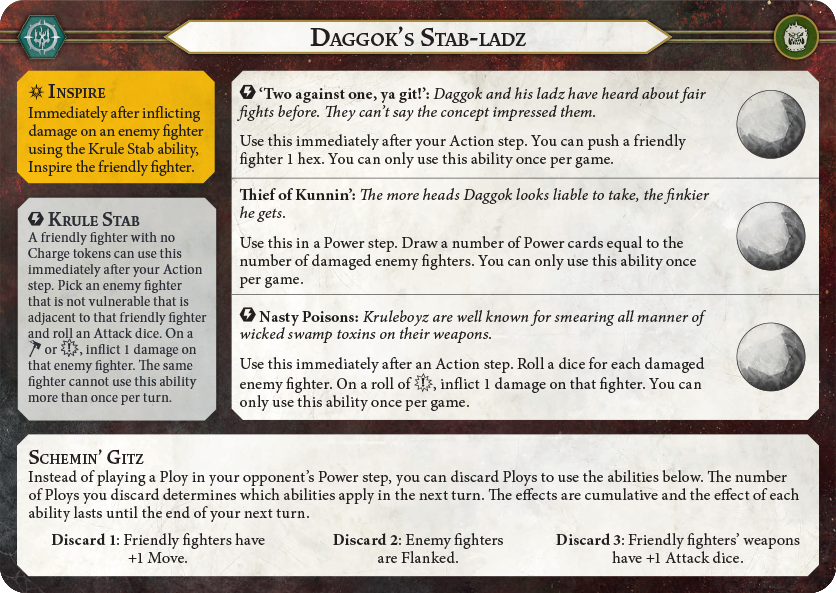 Daggok's Stab-ladz
Inspire
Immediately after inflicting
damage on an enemy fighter
using the Krule Stab ability,
Inspire the friendly fighter.
Krule Stab
A friendly fighter with no
Charge tokens can use this
immediately after your Action
step. Pick an enemy fighter
that is not vulnerable that is
adjacent to that friendly fighter
and roll an Attack dice. On a
or , inflict 1 damage on
that enemy fighter. The same
fighter cannot use this ability
more than once per turn.
'Two against one, ya git!': Daggok and his ladz have heard about fair
fights before. They can't say the concept impressed them.
Use this immediately after your Action step. You can push a friendly
fighter 1 hex. You can only use this ability once per game.
Thief of Kunnin': The more heads Daggok looks liable to take, the finkier
he gets.
Use this in a Power step. Draw a number of Power cards equal to the
number of damaged enemy fighters. You can only use this ability once
per game.
Nasty Poisons: Kruleboyz are well known for smearing all manner of
wicked swamp toxins on their weapons.
Use this immediately after an Action step. Roll a dice for each damaged
enemy fighter. On a roll of , inflict 1 damage on that fighter. You can
only use this ability once per game.
Schemin' Gitz
Instead of playing a Ploy in your opponent's Power step, you can discard Ploys to use the abilities below. The number
of Ploys you discard determines which abilities apply in the next turn. The effects are cumulative and the effect of each
ability lasts until the end of your next turn.
Discard 1: Friendly fighters have
+1 Move.
Discard 2: Enemy fighters
are Flanked.
Discard 3: Friendly fighters' weapons
have +1 Attack dice.